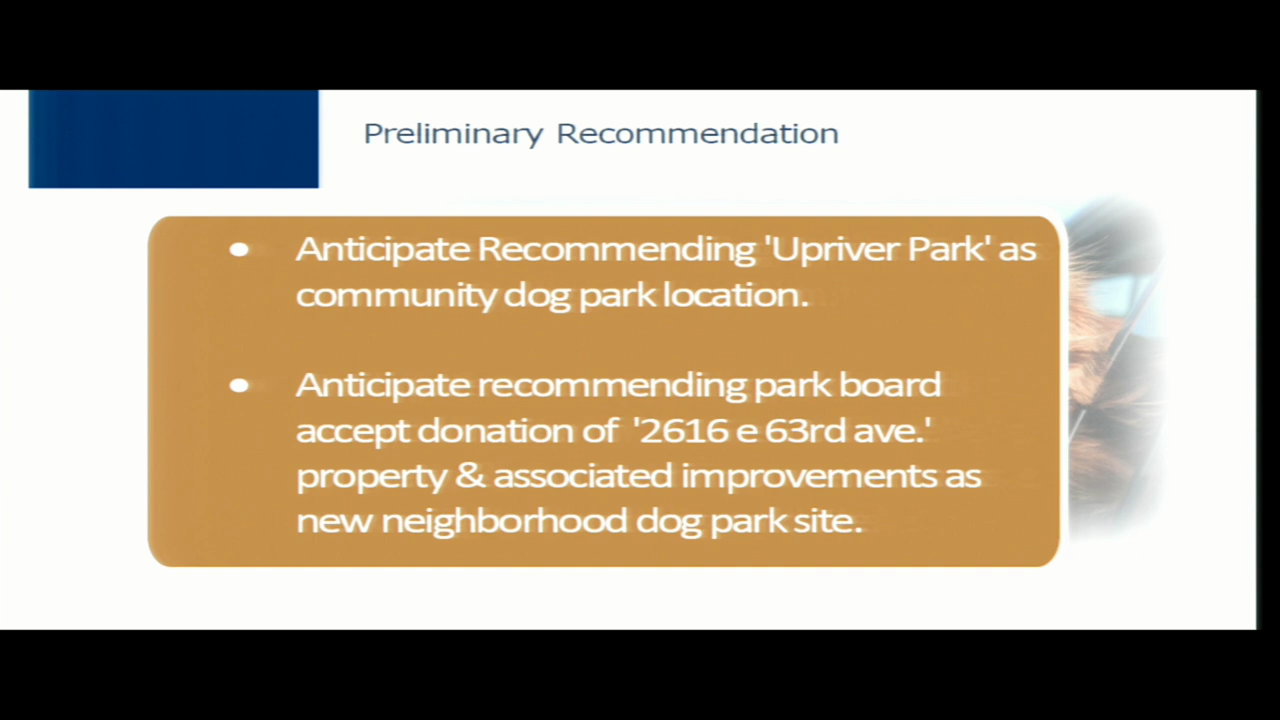 Preliminary Recommendation
• Anticipate Recommending 'Upriver Park' as
community dog park location.
• Anticipate recommending park board
accept donation of '2616 e 63rd ave.'
property & associated improvements as
new neighborhood dog park site.